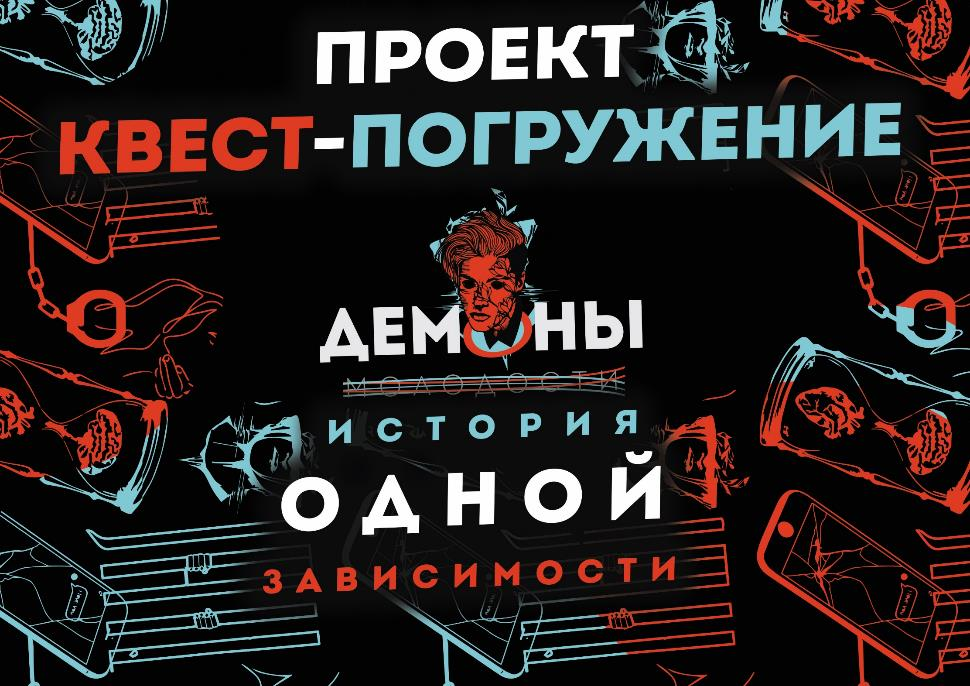 ПРОЕКТ
КВЕСТ-ПОГРУЖЕНИЕ
ДЕМОНЫ
МОЛОДОСТИ
ИСТОРИЯ
ОДНОЙ
ЗАВИСИМОСТИ